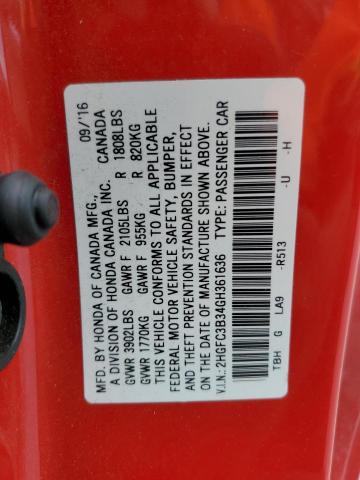 MFD. BY HONDA OF CANADA MFG., 09/'16
A DIVISION OF HONDA CANADA INC. CANADA
GVWR 3902LBS GAWR F 2105LBS R 1808LBS
GVWR 1770KG GAWR F 955KG R 820KG
THIS VEHICLE CONFORMS TO ALL APPLICABLE
FEDERAL MOTOR VEHICLE SAFETY, BUMPER,
AND THEFT PREVENTION STANDARDS IN EFFECT
ON THE DATE OF MANUFACTURE SHOWN ABOVE.
V.I.N.: 2HGFC3B34GH361636 TYPE: PASSENGER CAR
TBH G LA9 -R513 -U -H